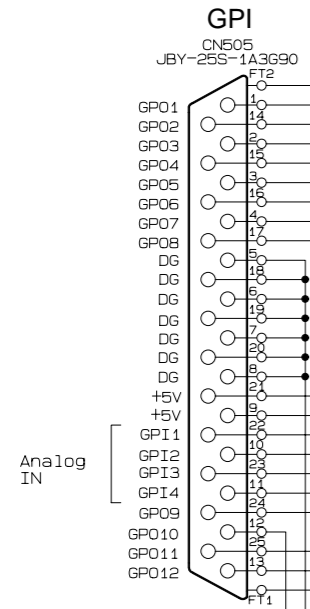 GPI
CN505
JBY-25S-1A3G90
FT2
GPO1 1
GPO2 14
GPO3 2
GPO4 15
GPO5 3
GPO6 16
GPO7 4
GPO8 17
DG 5
DG 18
DG 6
DG 19
DG 7
DG 20
DG 8
+5V 21
+5V 9
GPI1 22
GPI2 10
Analog
IN
GPI3 23
GPI4 11
GPO9 24
GPO10 12
GPO11 25
GPO12 13
FT1